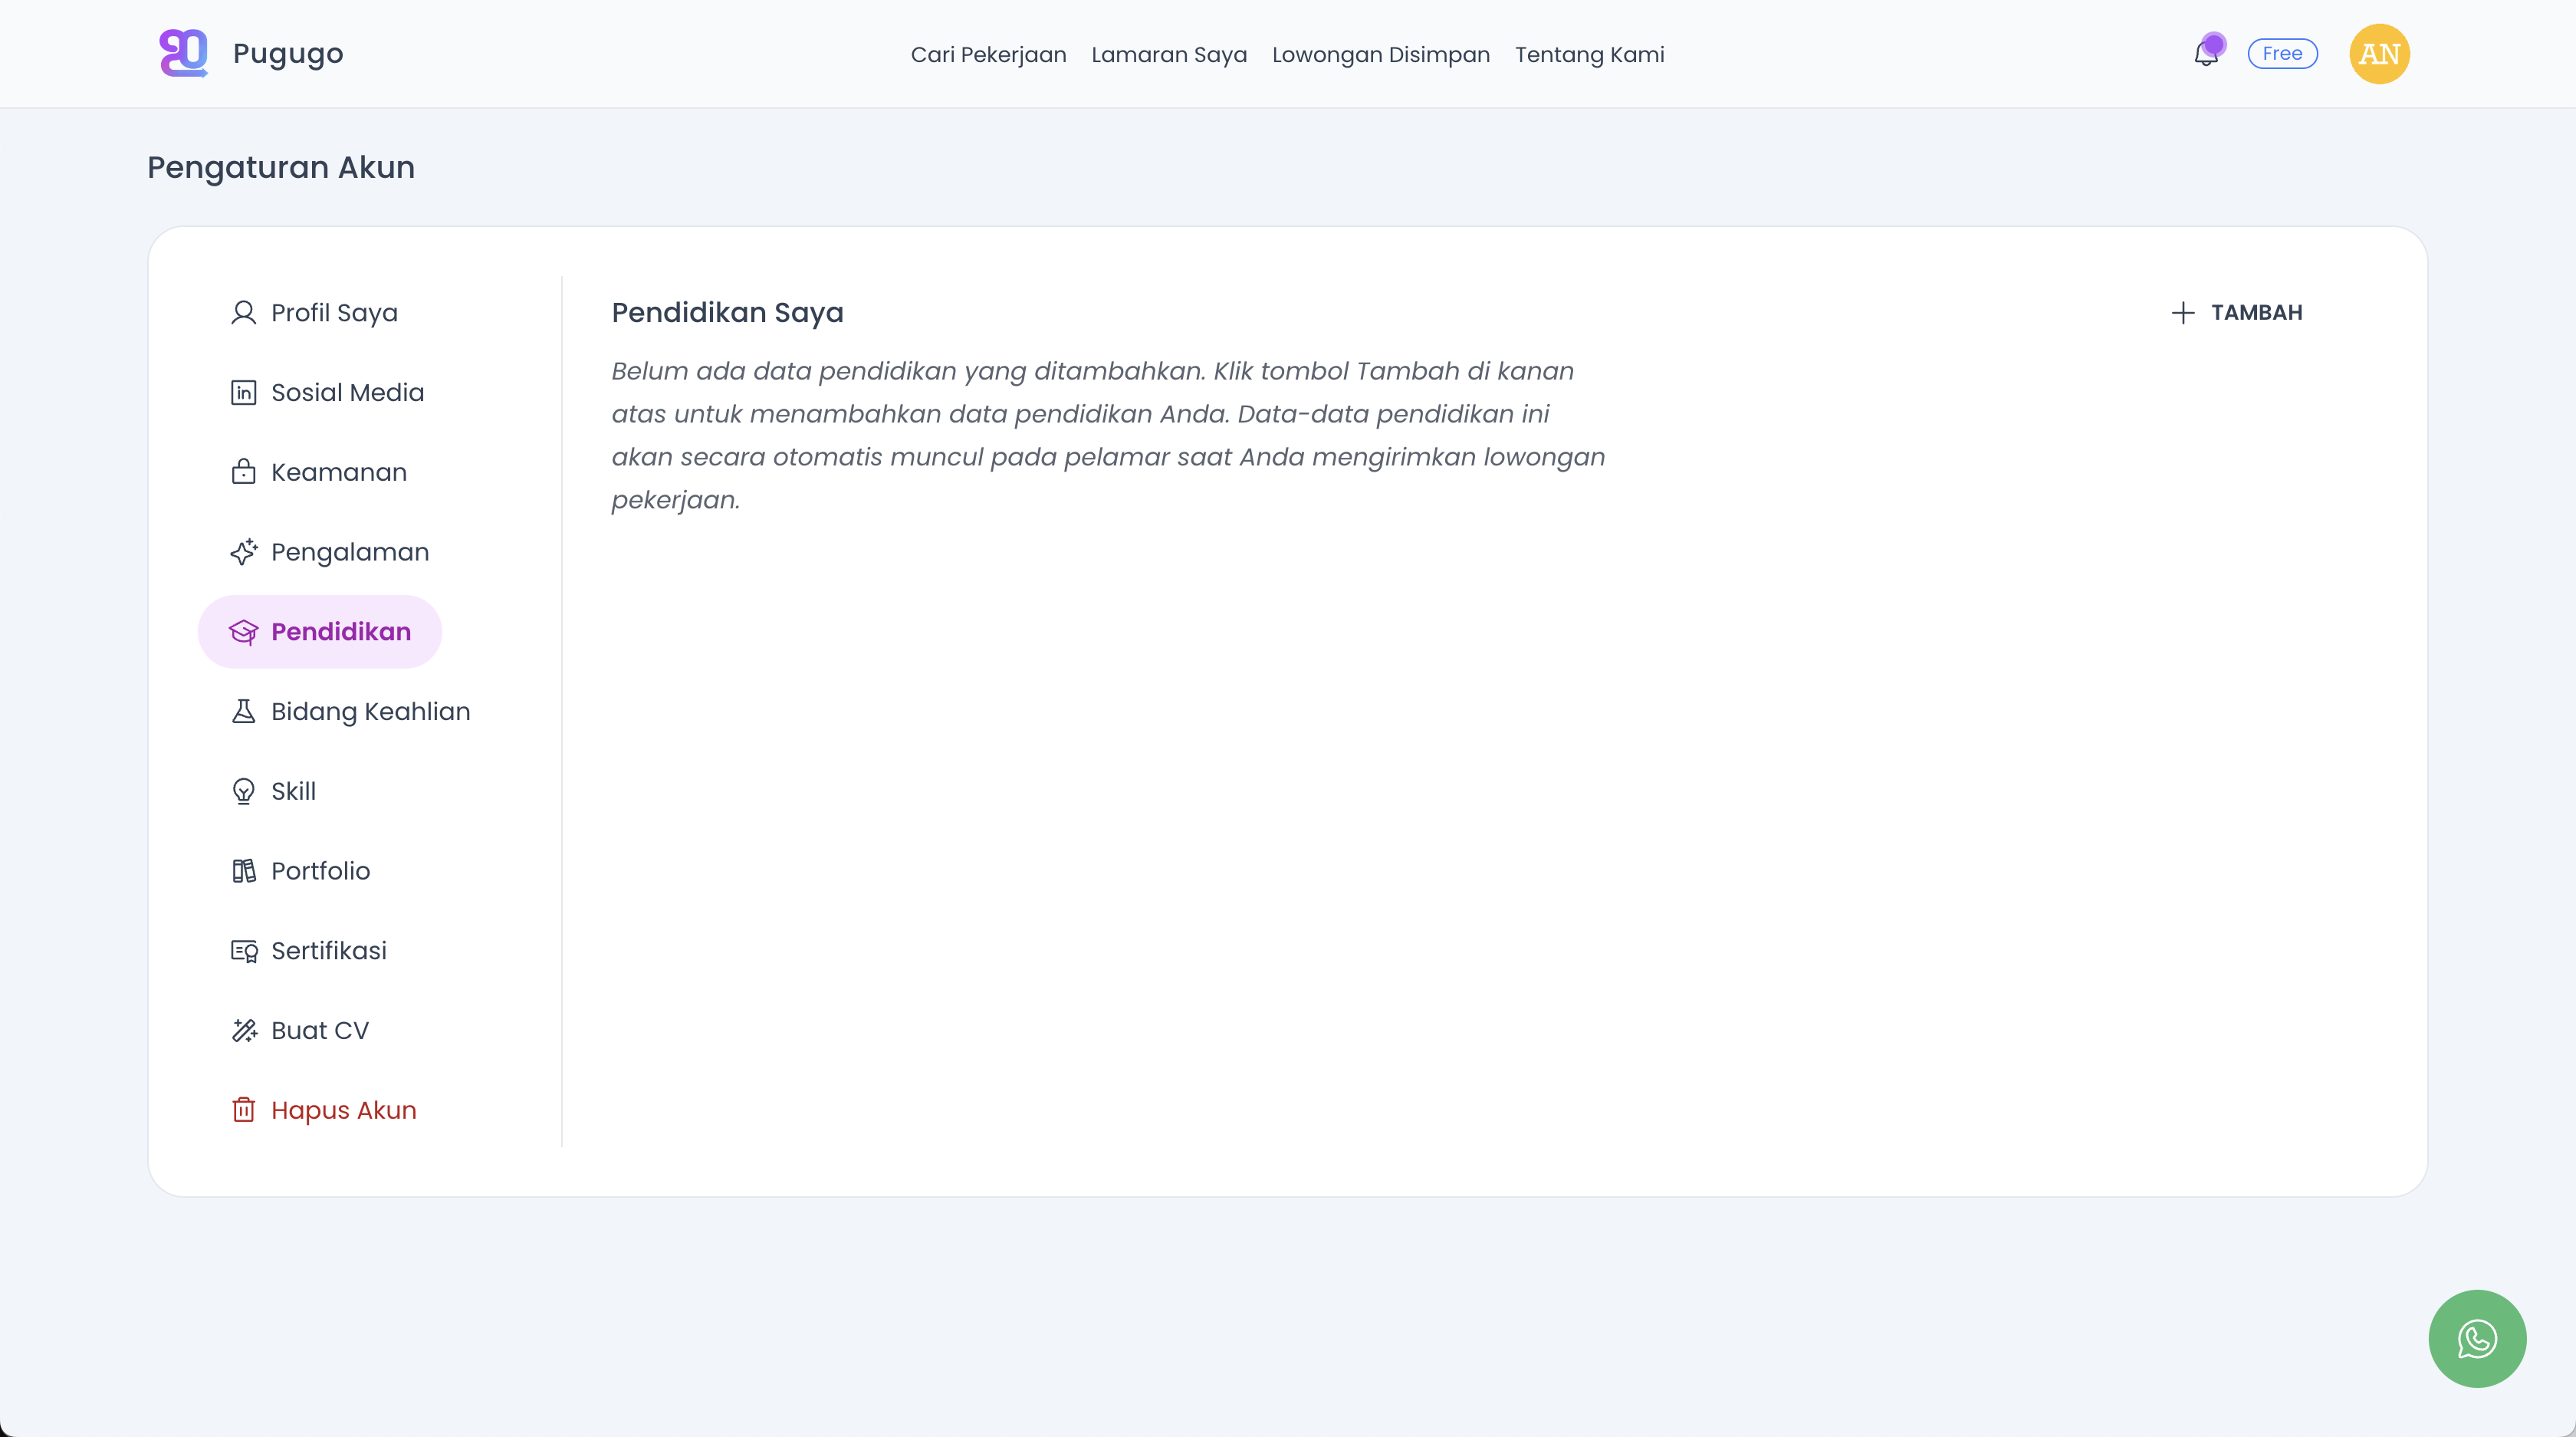 Pugugo
Cari Pekerjaan
Lamaran Saya
Lowongan Disimpan
Tentang Kami
Free
AN
Pengaturan Akun
Profil Saya
Sosial Media
Keamanan
Pengalaman
Pendidikan
Bidang Keahlian
Skill
Portfolio
Sertifikasi
Buat CV
Hapus Akun
Pendidikan Saya
TAMBAH
Belum ada data pendidikan yang ditambahkan. Klik tombol Tambah di kanan
atas untuk menambahkan data pendidikan Anda. Data-data pendidikan ini
akan secara otomatis muncul pada pelamar saat Anda mengirimkan lowongan
pekerjaan.